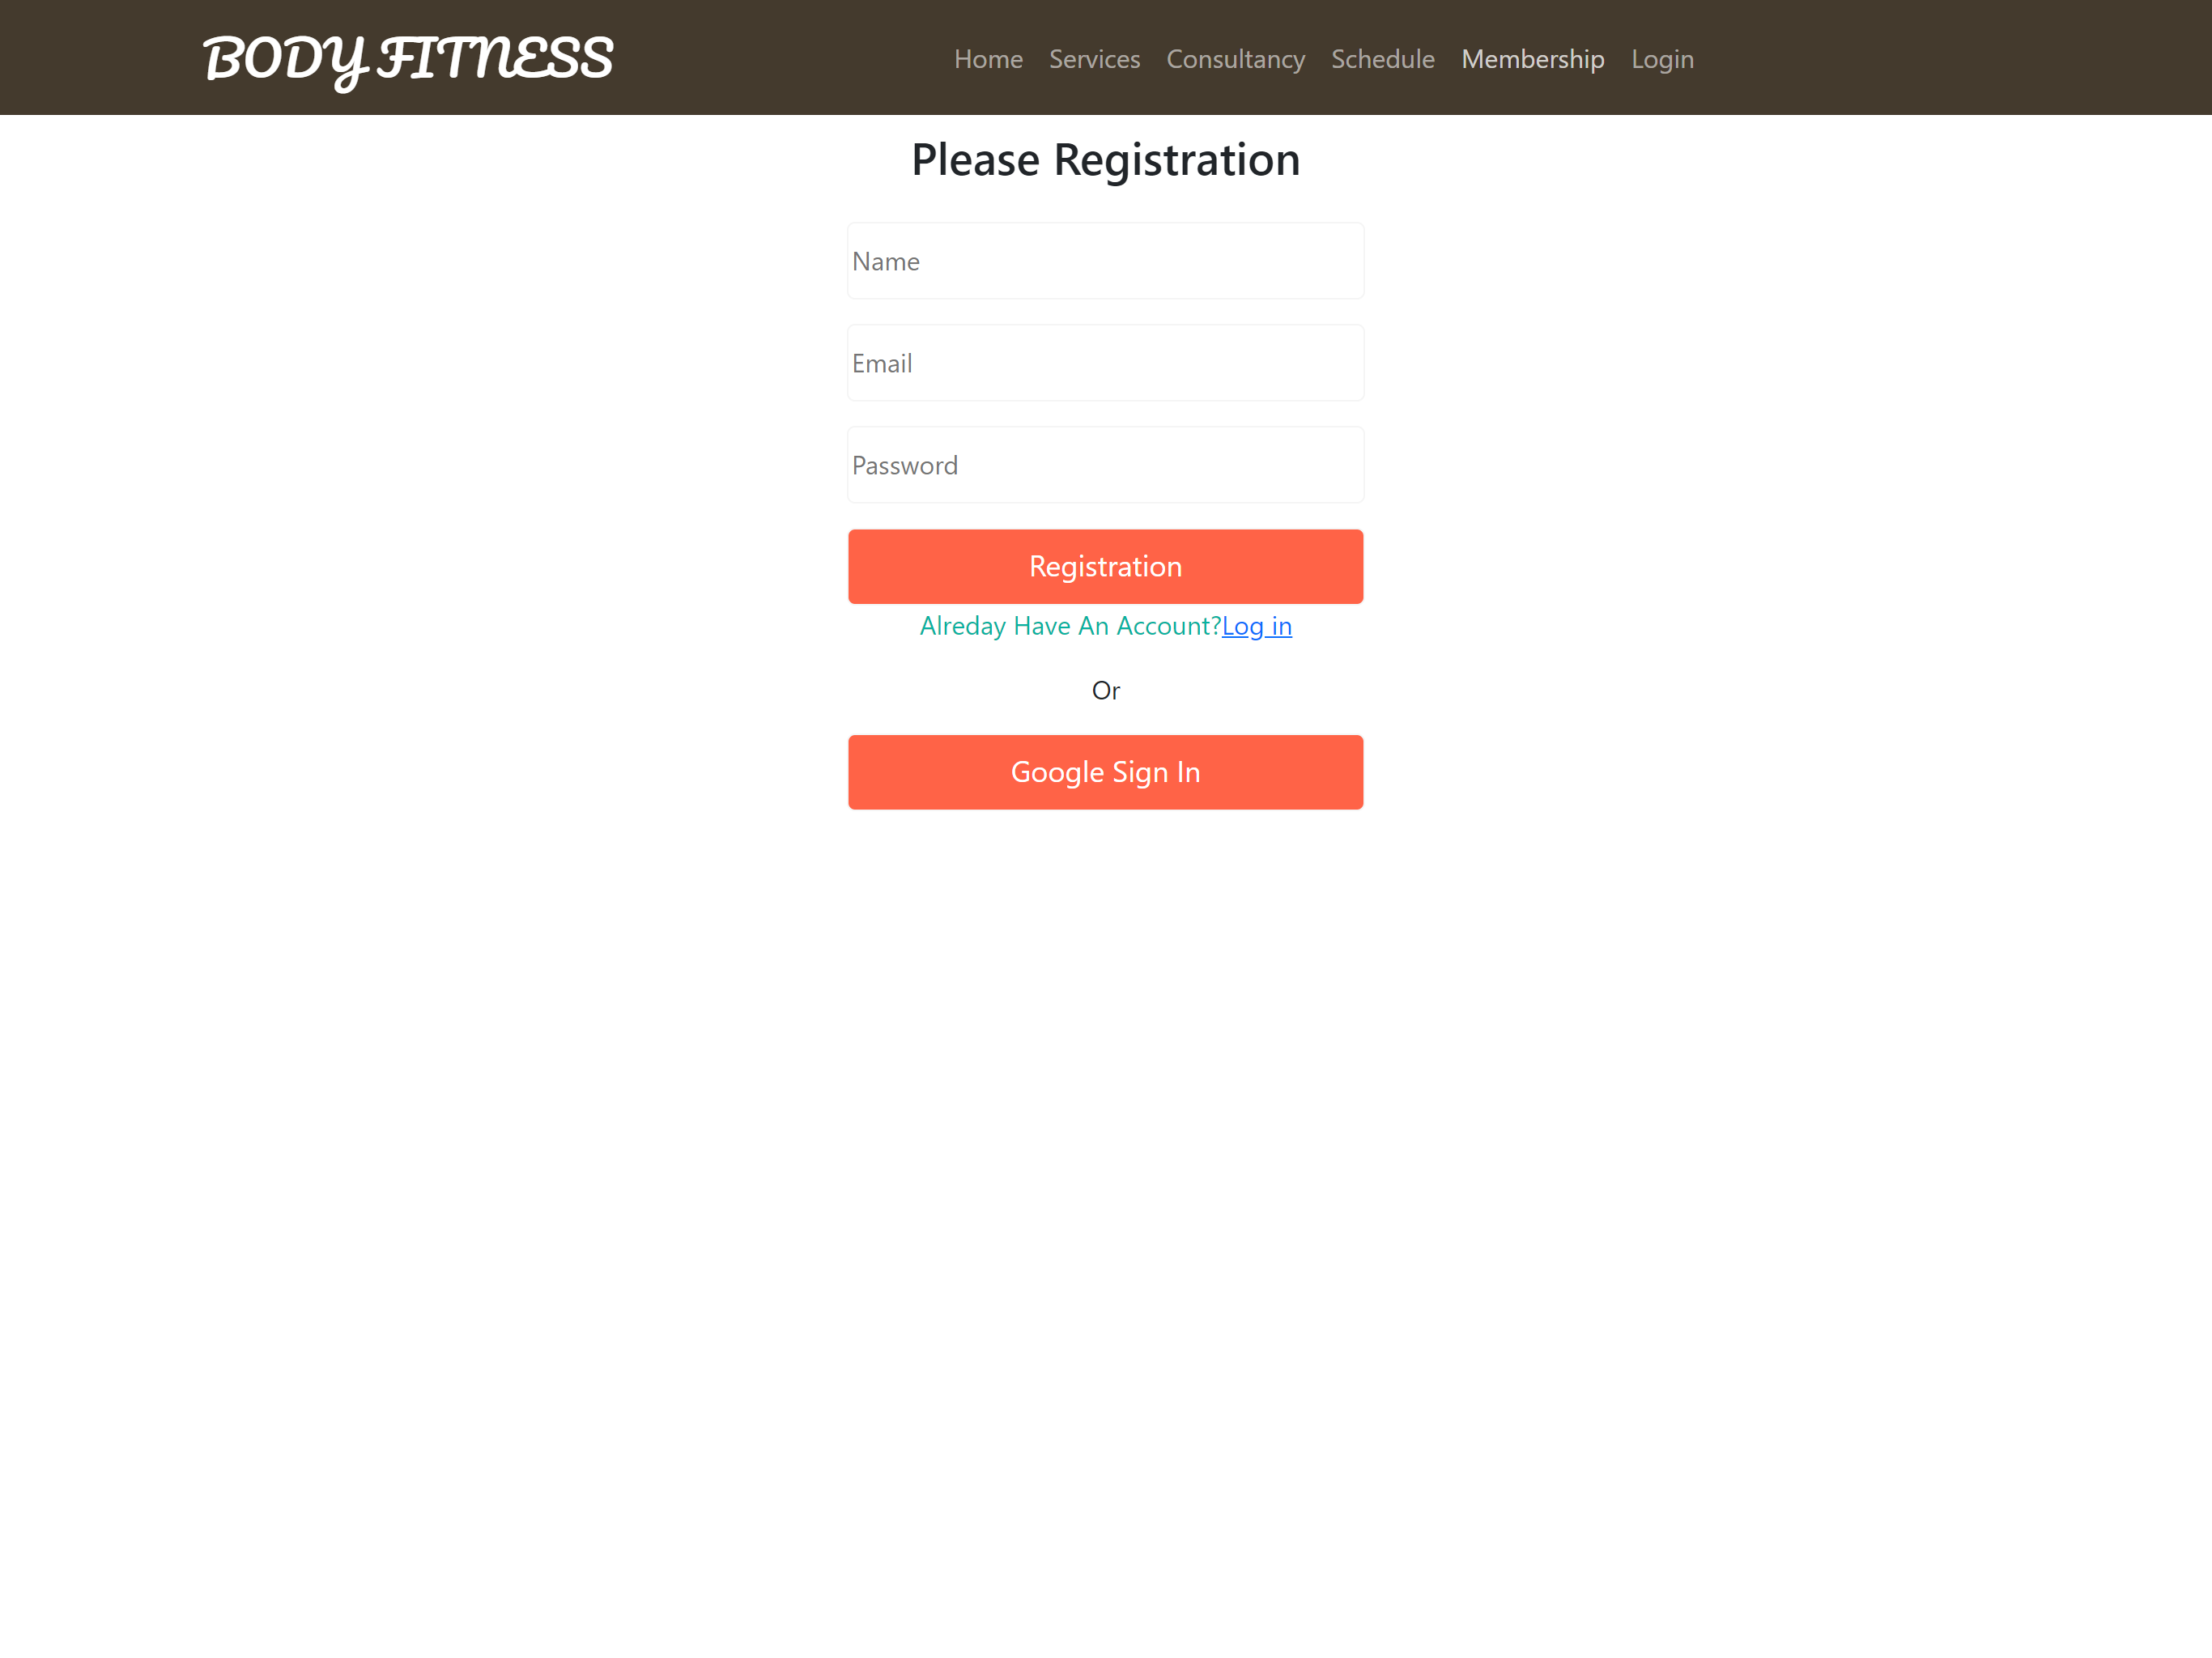 BODY FITNESS Home Services Consultancy Schedule Membership Login
Please Registration
Name
Email
Password
Registration
Alreday Have An Account?Log in
Or
Google Sign In